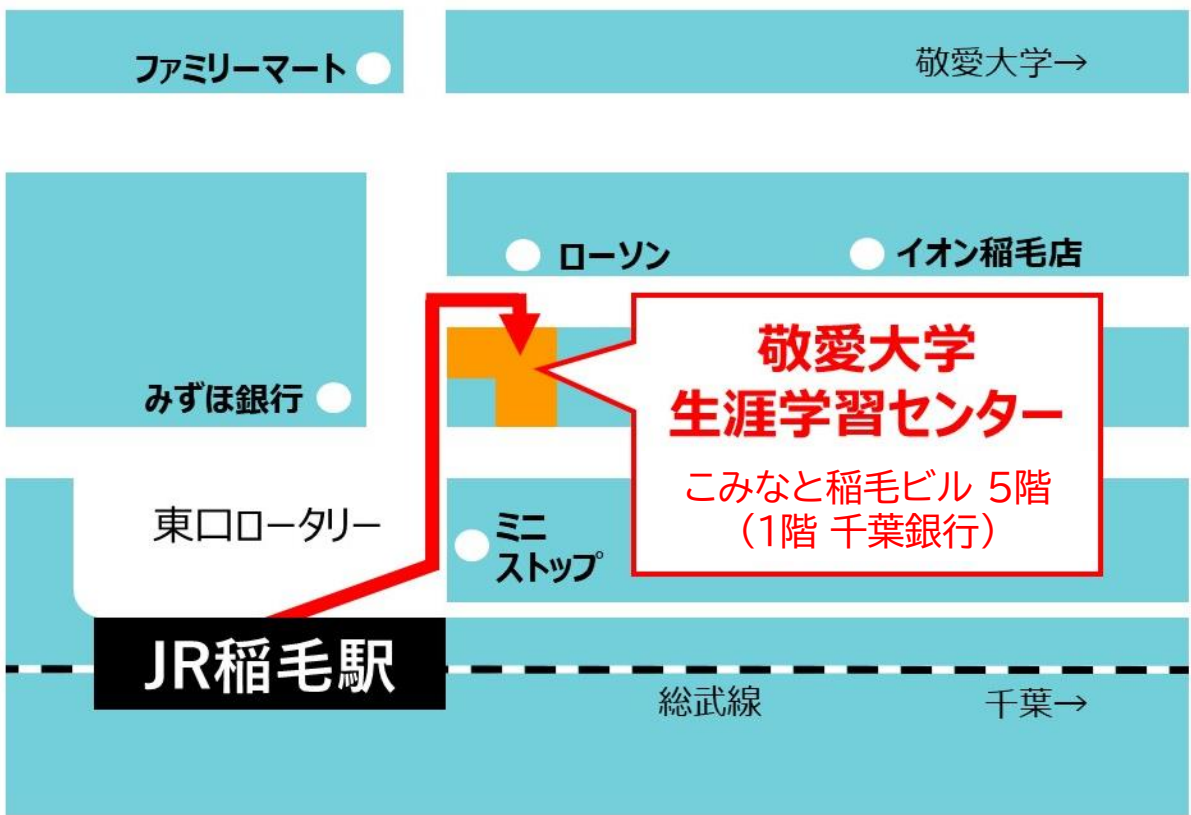 ファミリーマート
敬愛大学→
ローソン
イオン稲毛店
みずほ銀行
敬愛大学
生涯学習センター
こみなと稲毛ビル 5階
(1階 千葉銀行)
東口ロータリー
ミニ
ストップ
JR稲毛駅
総武線
千葉→